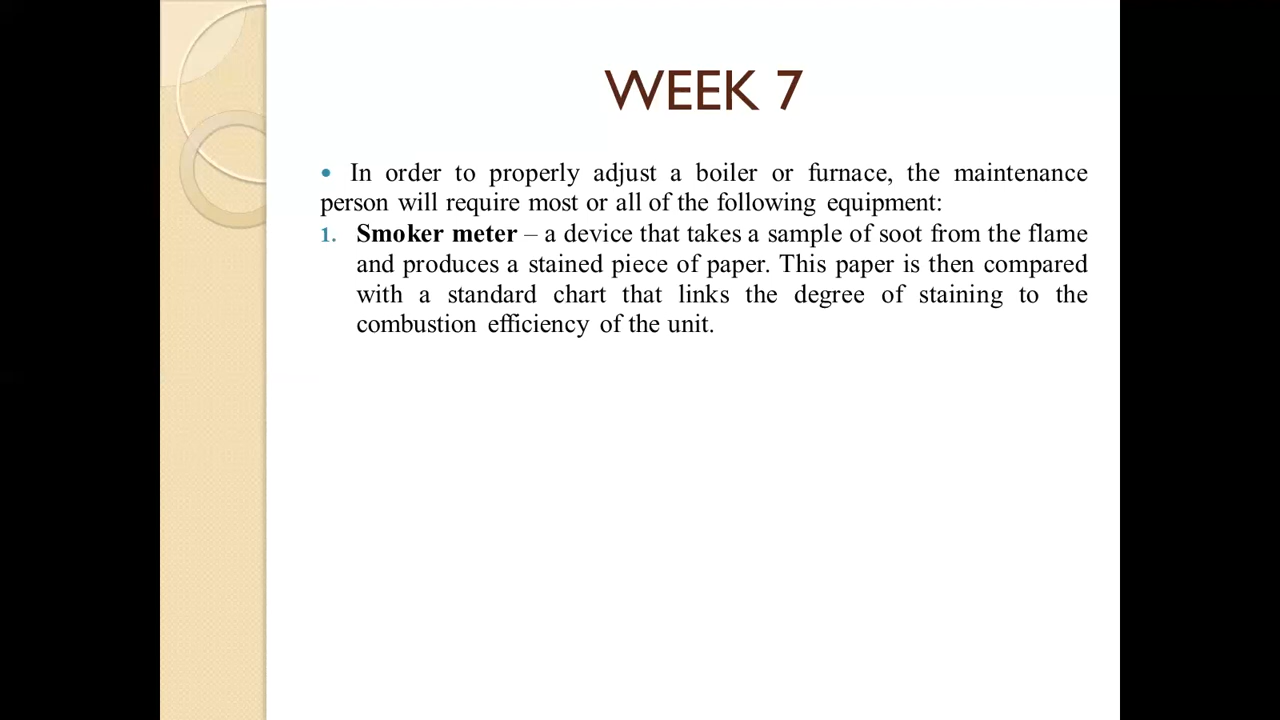 WEEK 7
• In order to properly adjust a boiler or furnace, the maintenance
person will require most or all of the following equipment:
1. Smoker meter – a device that takes a sample of soot from the flame
and produces a stained piece of paper. This paper is then compared
with a standard chart that links the degree of staining to the
combustion efficiency of the unit.